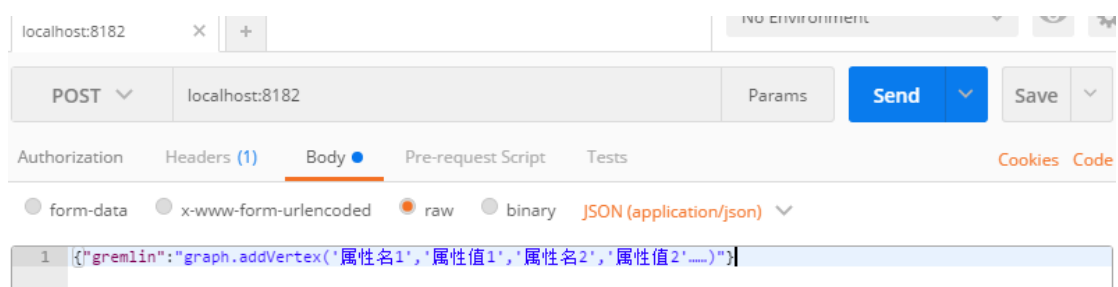 localhost:8182
No Environment
POST localhost:8182 Params Send Save
Authorization Headers (1) Body Pre-request Script Tests Cookies Code
form-data x-www-form-urlencoded raw binary JSON (application/json)
1 {"gremlin":"graph.addVertex('属性名1','属性值1','属性名2','属性值2'……)"}